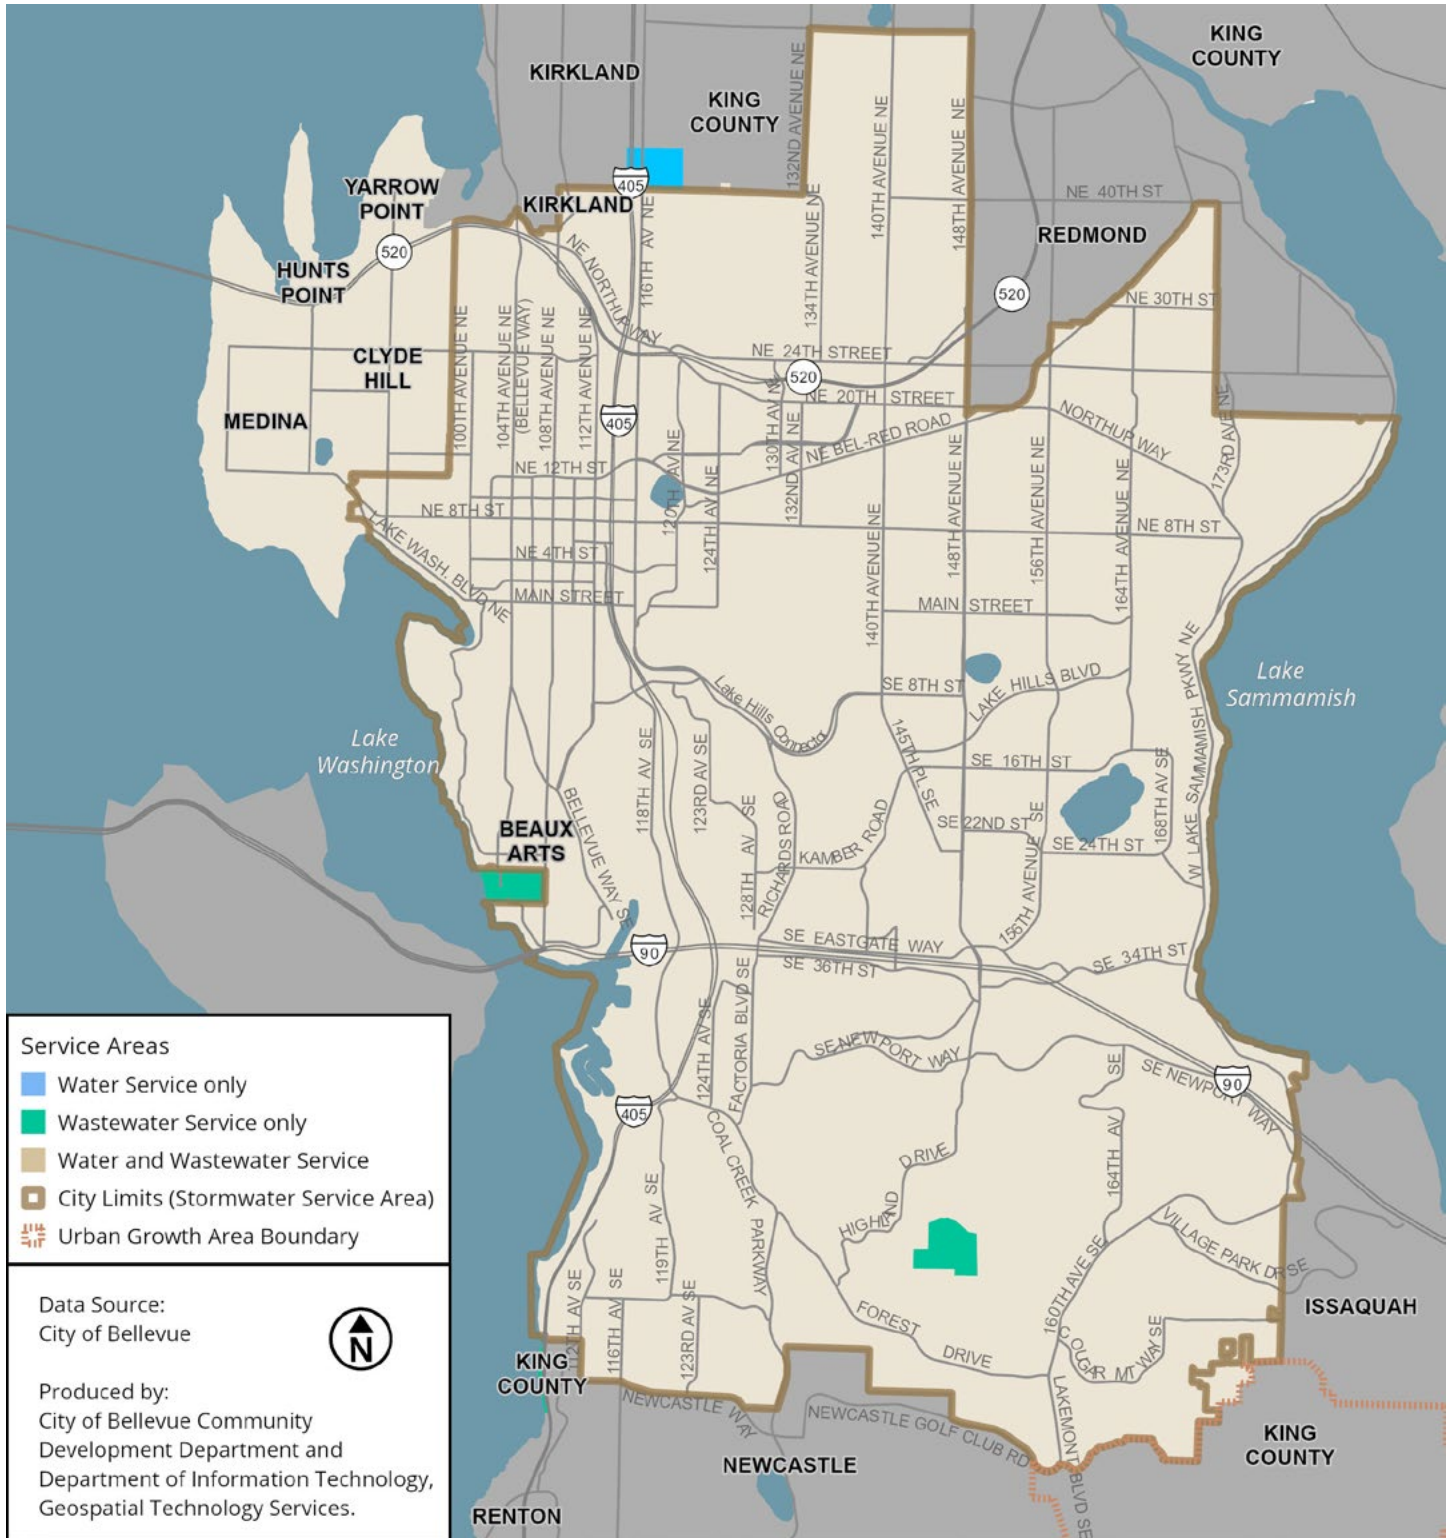 KING
COUNTY
KIRKLAND
KING
COUNTY
132ND AVENUE NE
140TH AVENUE NE
148TH AVENUE NE
405
YARROW
POINT
KIRKLAND
NE 40TH ST
REDMOND
520
HUNTS
POINT
116TH AV NE
NE NORTHUP WAY
134TH AVENUE NE
520
NE 30TH ST
CLYDE
HILL
100TH AVENUE NE
104TH AVENUE NE
(BELLEVUE WAY)
108TH AVENUE NE
112TH AVENUE NE
NE 24TH STREET
520
NE 20TH STREET
MEDINA
405
130TH AV NE
132ND AV NE
NE BEL-RED ROAD
NORTHUP WAY
173RD AVE NE
NE 12TH ST
120TH AV NE
124TH AV NE
NE 8TH ST
NE 8TH ST
LAKE WASH. BLVD NE
NE 4TH ST
MAIN STREET
140TH AVENUE NE
148TH AVENUE NE
156TH AVENUE NE
164TH AVENUE NE
MAIN STREET
Lake
Sammamish
W LAKE SAMMAMISH PKWY NE
SE 8TH ST
LAKE HILLS BLVD
Lake Hills Connector
Lake
Washington
118TH AV SE
123RD AV SE
145TH PL SE
SE 16TH ST
BELLEVUE WAY SE
BEAUX
ARTS
128TH AV SE
RICHARDS ROAD
KAMBER ROAD
SE 22ND ST
156TH AVENUE SE
SE 24TH ST
168TH AV SE
90
SE EASTGATE WAY
SE 36TH ST
SE 34TH ST
124TH AV SE
FACTORIA BLVD SE
SE NEWPORT WAY
SE NEWPORT WAY
90
405
COAL CREEK PARKWAY
HIGHLAND DRIVE
164TH AV SE
119TH AV SE
VILLAGE PARK DR SE
160TH AVE SE
ISSAQUAH
112TH AV SE
116TH AV SE
123RD AV SE
FOREST DRIVE
COUGAR MT WAY SE
KING
COUNTY
NEWCASTLE WAY
NEWCASTLE GOLF CLUB RD
LAKEMONT BLVD SE
KING
COUNTY
NEWCASTLE
RENTON
Service Areas
Water Service only
Wastewater Service only
Water and Wastewater Service
City Limits (Stormwater Service Area)
Urban Growth Area Boundary
Data Source:
City of Bellevue
N
Produced by:
City of Bellevue Community
Development Department and
Department of Information Technology,
Geospatial Technology Services.